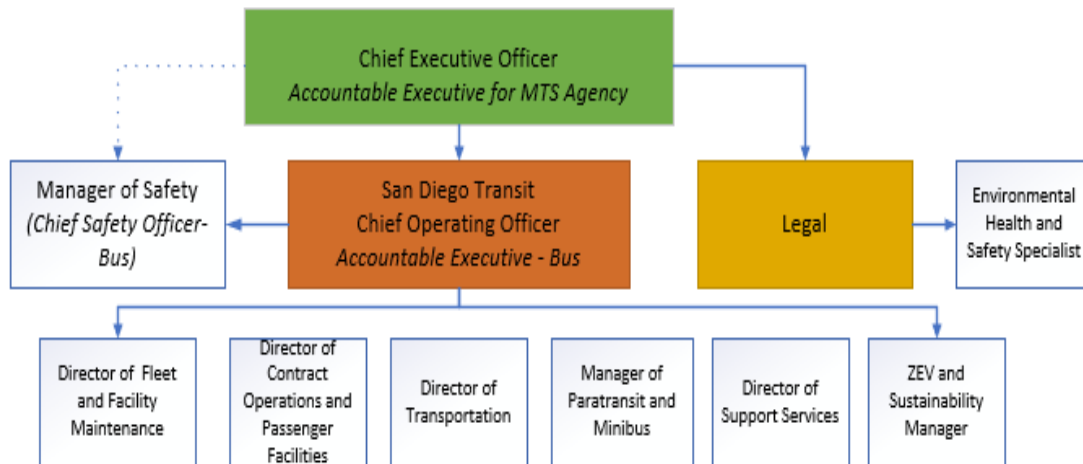 Chief Executive Officer
Accountable Executive for MTS Agency
Manager of Safety
(Chief Safety Officer-
Bus)
San Diego Transit
Chief Operating Officer
Accountable Executive - Bus
Legal
Environmental
Health and
Safety Specialist
Director of Fleet
and Facility
Maintenance
Director of
Contract
Operations and
Passenger
Facilities
Director of
Transportation
Manager of
Paratransit and
Minibus
Director of
Support Services
ZEV and
Sustainability
Manager